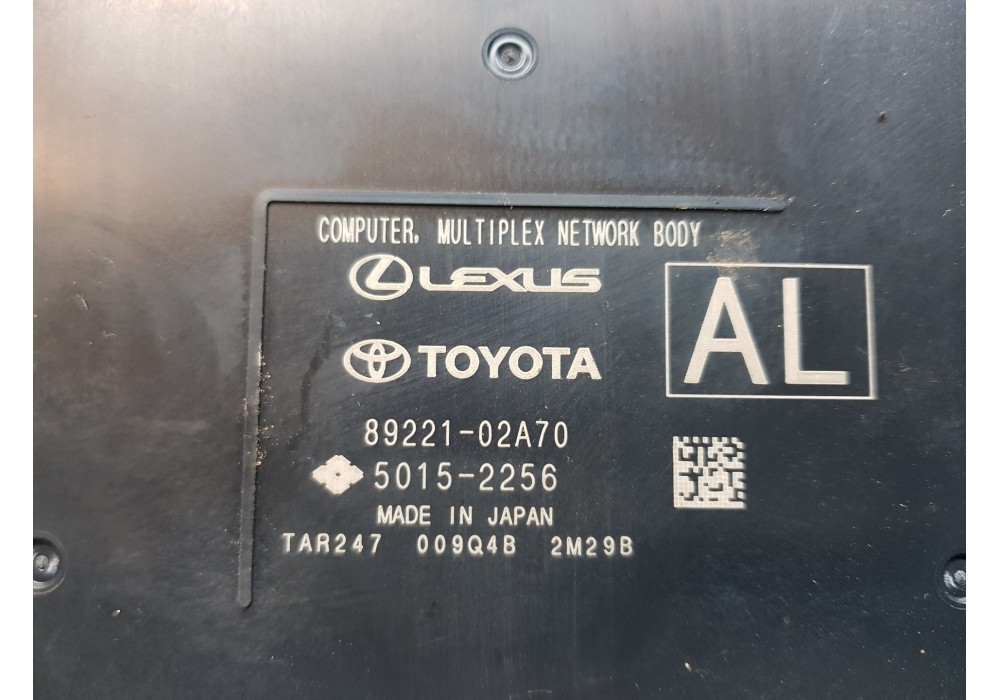 COMPUTER, MULTIPLEX NETWORK BODY
LEXUS
AL
TOYOTA
89221-02A70
5015-2256
MADE IN JAPAN
TAR247 009Q4B 2M29B